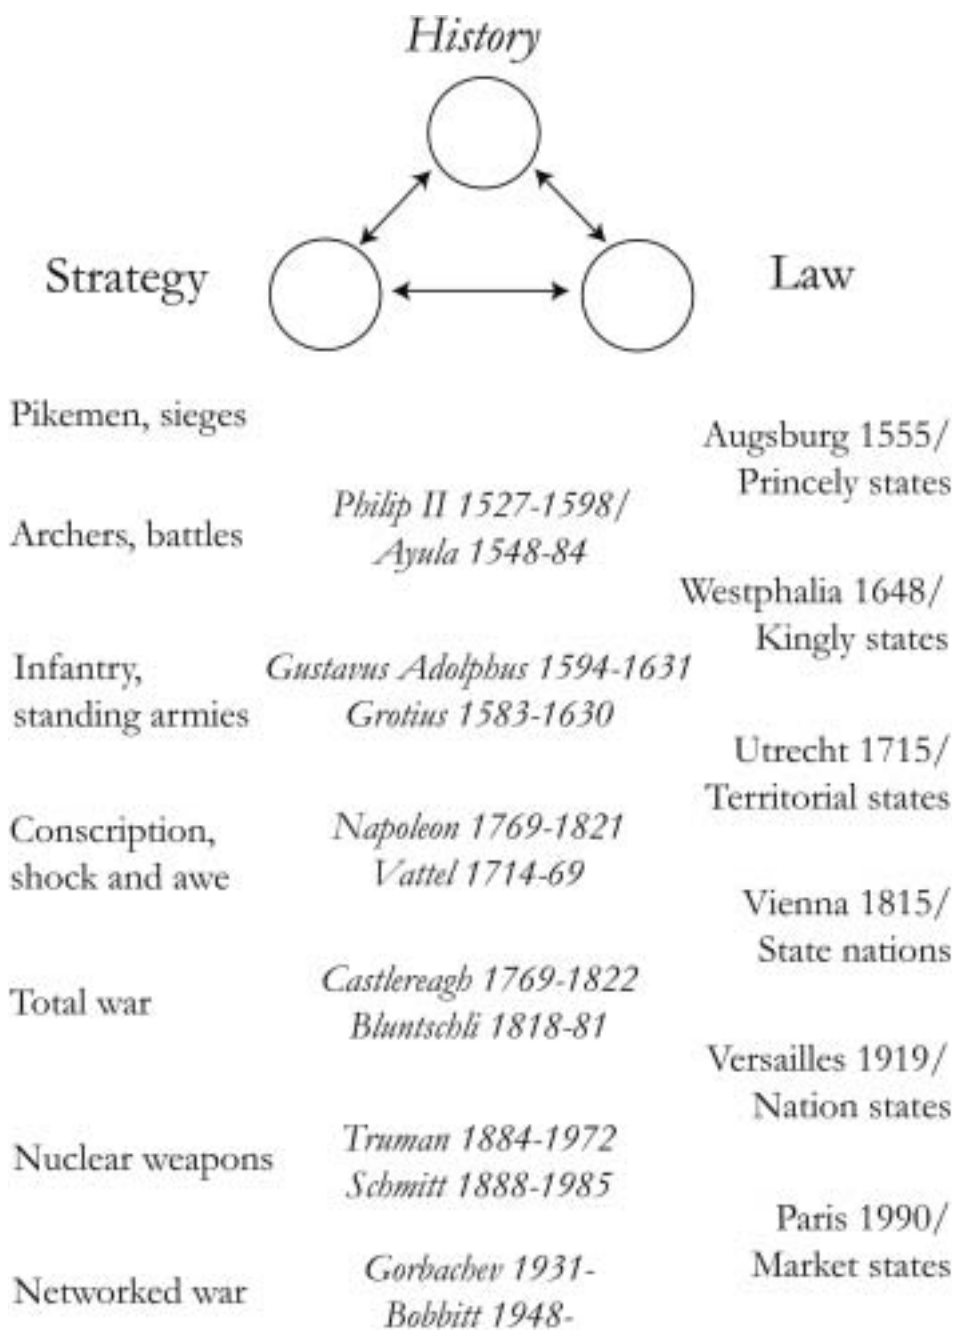 History
Strategy
Law
Pikemen, sieges
Augsburg 1555/
Princely states
Archers, battles
Philip II 1527-1598/
Ayula 1548-84
Westphalia 1648/
Kingly states
Infantry,
standing armies
Gustavus Adolphus 1594-1631
Grotius 1583-1630
Utrecht 1715/
Territorial states
Conscription,
shock and awe
Napoleon 1769-1821
Vattel 1714-69
Vienna 1815/
State nations
Total war
Castlereagh 1769-1822
Bluntschli 1818-81
Versailles 1919/
Nation states
Nuclear weapons
Truman 1884-1972
Schmitt 1888-1985
Paris 1990/
Market states
Networked war
Gorbachev 1931-
Bobbitt 1948-